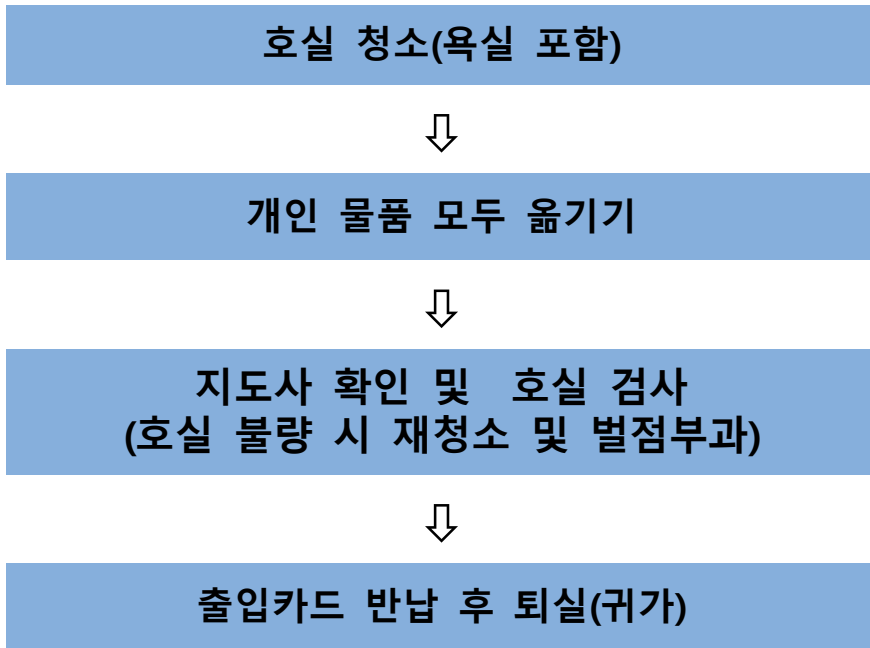 호실 청소(욕실 포함)
개인 물품 모두 옮기기
지도사 확인 및 호실 검사
(호실 불량 시 재청소 및 벌점부과)
출입카드 반납 후 퇴실(귀가)